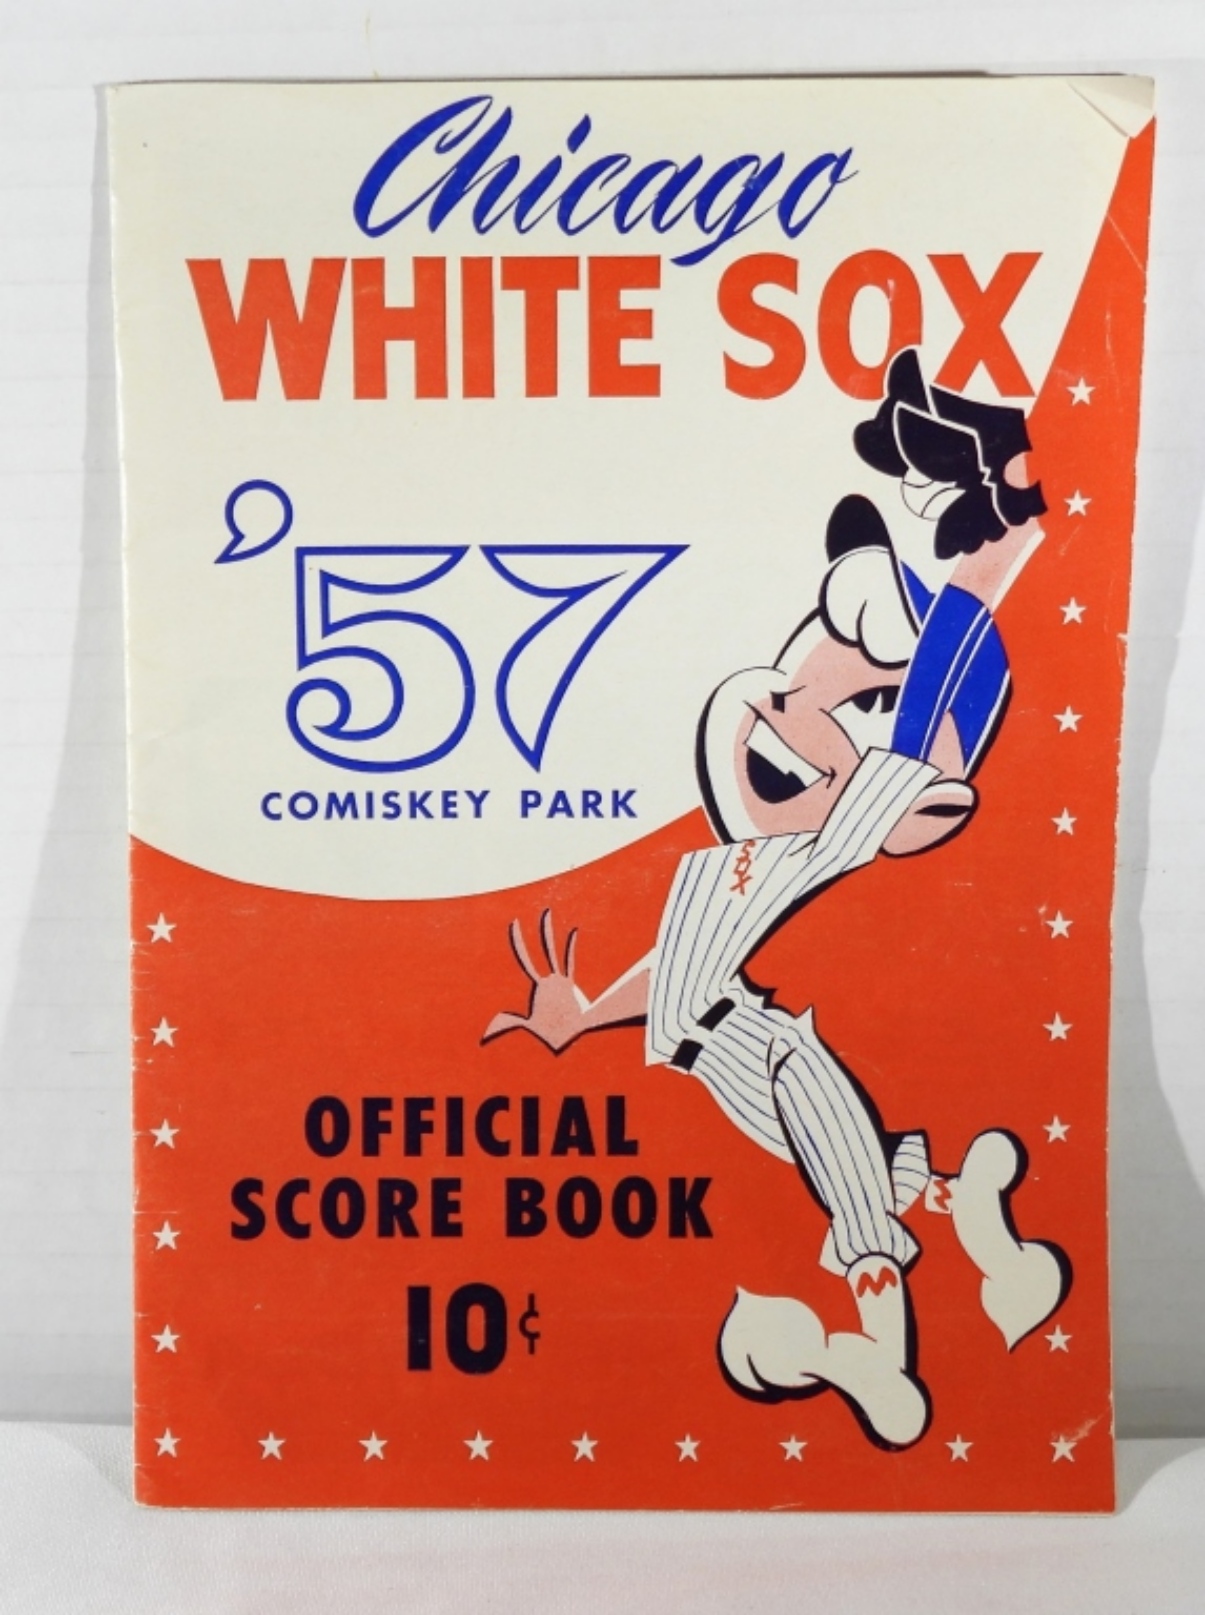 Chicago
WHITE SOX
'57
COMISKEY PARK
SOX
OFFICIAL
SCORE BOOK
10¢